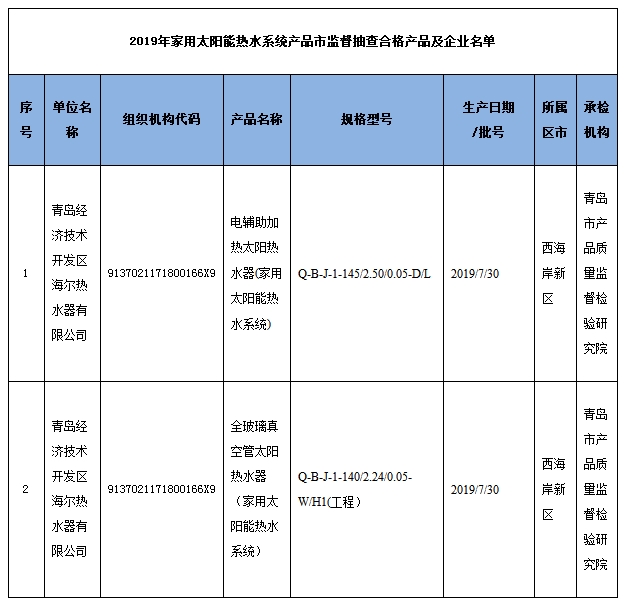 2019年家用太阳能热水系统产品市监督抽查合格产品及企业名单
序号
单位名称
组织机构代码
产品名称
规格型号
生产日期/批号
所属区市
承检机构
1
青岛经济技术开发区海尔热水器有限公司
9137021171800166X9
电辅助加热太阳热水器(家用太阳能热水系统)
Q-B-J-1-145/2.50/0.05-D/L
2019/7/30
西海岸新区
青岛市产品质量监督检验研究院
2
青岛经济技术开发区海尔热水器有限公司
9137021171800166X9
全玻璃真空管太阳热水器（家用太阳能热水系统）
Q-B-J-1-140/2.24/0.05-W/H1(工程）
2019/7/30
西海岸新区
青岛市产品质量监督检验研究院